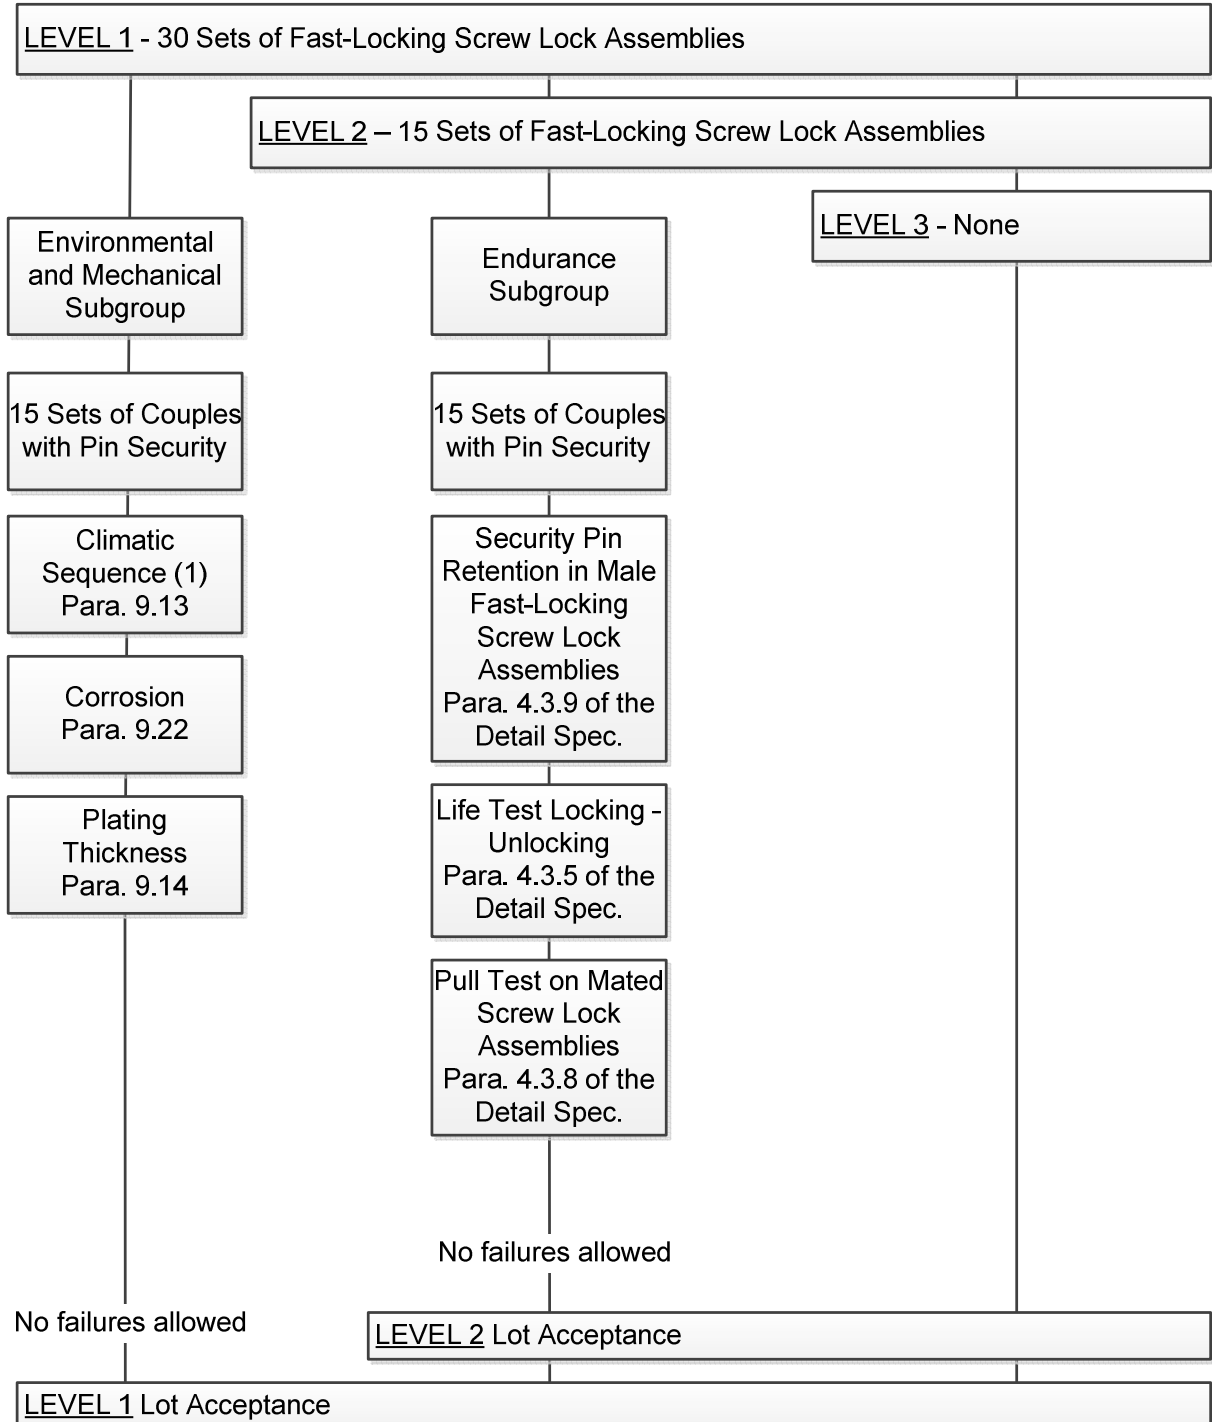 LEVEL 1 - 30 Sets of Fast-Locking Screw Lock Assemblies
LEVEL 2 – 15 Sets of Fast-Locking Screw Lock Assemblies
LEVEL 3 - None
Environmental
and Mechanical
Subgroup
15 Sets of Couples
with Pin Security
Climatic
Sequence (1)
Para. 9.13
Corrosion
Para. 9.22
Plating
Thickness
Para. 9.14
No failures allowed
Endurance
Subgroup
15 Sets of Couples
with Pin Security
Security Pin
Retention in Male
Fast-Locking
Screw Lock
Assemblies
Para. 4.3.9 of the
Detail Spec.
Life Test Locking -
Unlocking
Para. 4.3.5 of the
Detail Spec.
Pull Test on Mated
Screw Lock
Assemblies
Para. 4.3.8 of the
Detail Spec.
No failures allowed
LEVEL 2 Lot Acceptance
LEVEL 1 Lot Acceptance